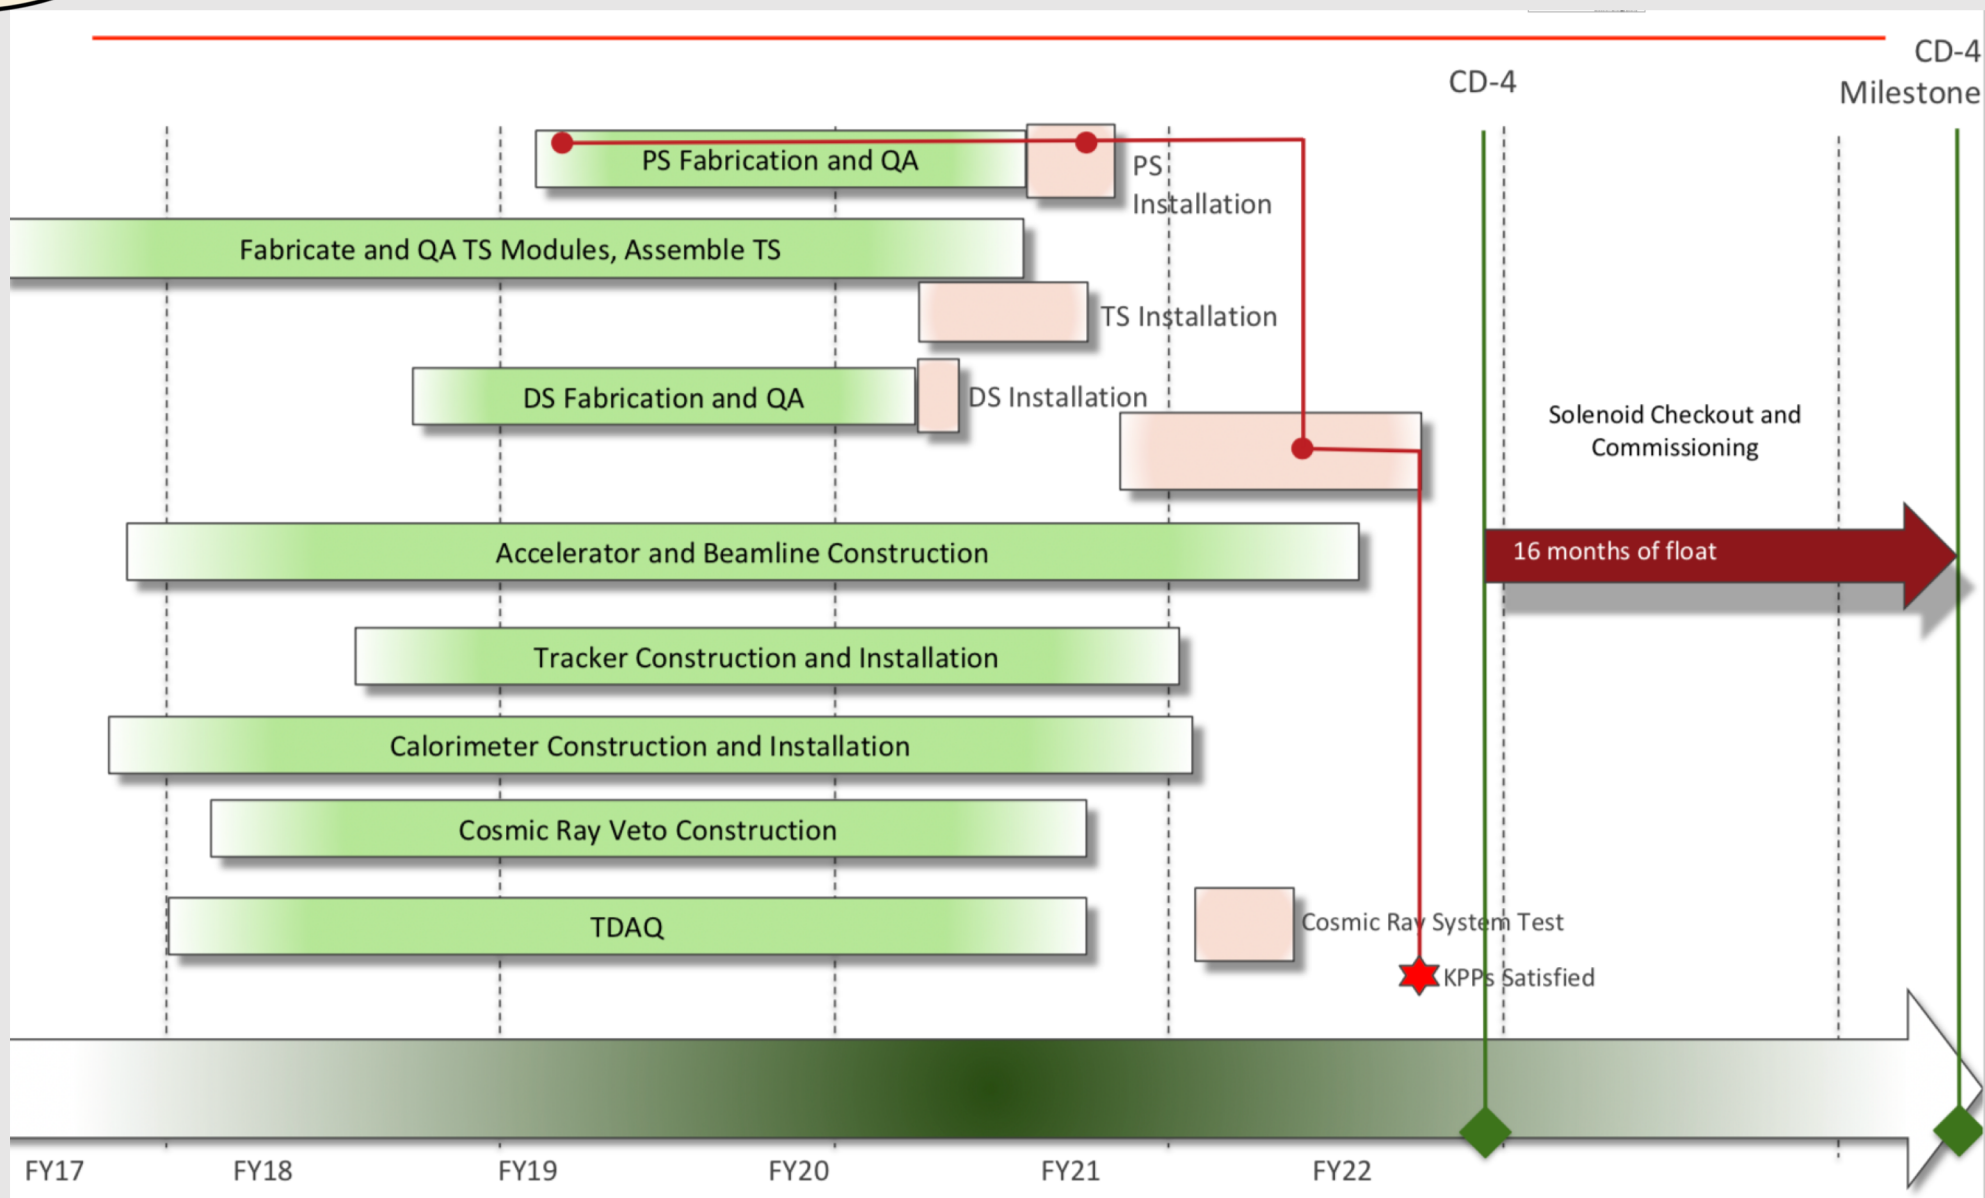 CD-4
CD-4
Milestone
PS Fabrication and QA
PS
Installation
Fabricate and QA TS Modules, Assemble TS
TS Installation
DS Fabrication and QA
DS Installation
Solenoid Checkout and
Commissioning
Accelerator and Beamline Construction
16 months of float
Tracker Construction and Installation
Calorimeter Construction and Installation
Cosmic Ray Veto Construction
TDAQ
Cosmic Ray System Test
KPPs Satisfied
FY17
FY18
FY19
FY20
FY21
FY22